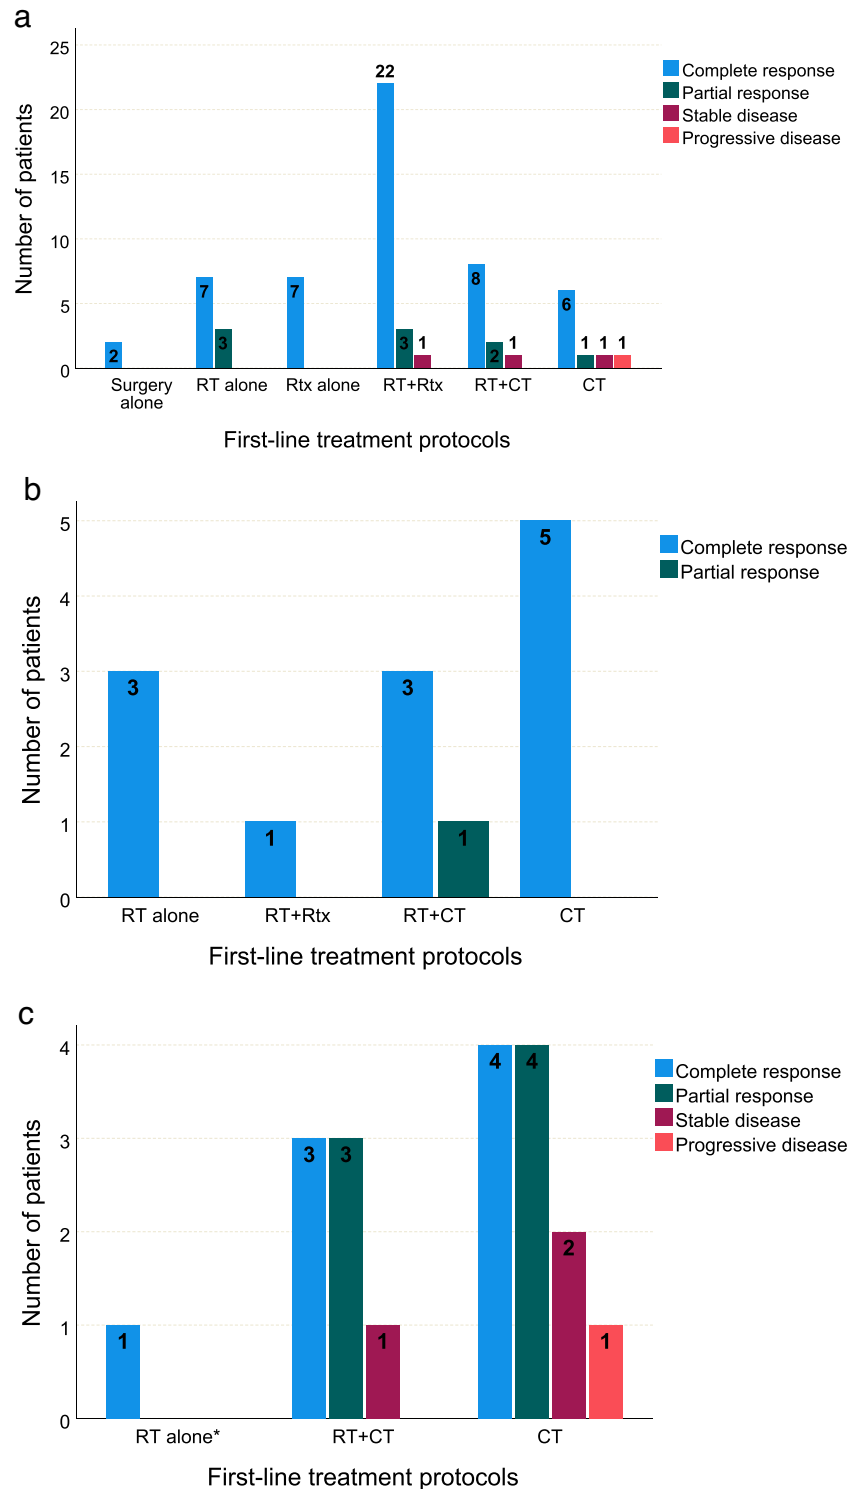 a
25
20
15
10
5
0
Number of patients
22
2
7
3
7
3
1
8
2
1
6
1
1
1
Complete response
Partial response
Stable disease
Progressive disease
Surgery
alone
RT alone
Rtx alone
RT+Rtx
RT+CT
CT
First-line treatment protocols
b
5
4
3
2
1
0
Number of patients
3
1
3
1
5
Complete response
Partial response
RT alone
RT+Rtx
RT+CT
CT
First-line treatment protocols
c
4
3
2
1
0
Number of patients
1
3
3
1
4
4
2
1
Complete response
Partial response
Stable disease
Progressive disease
RT alone*
RT+CT
CT
First-line treatment protocols